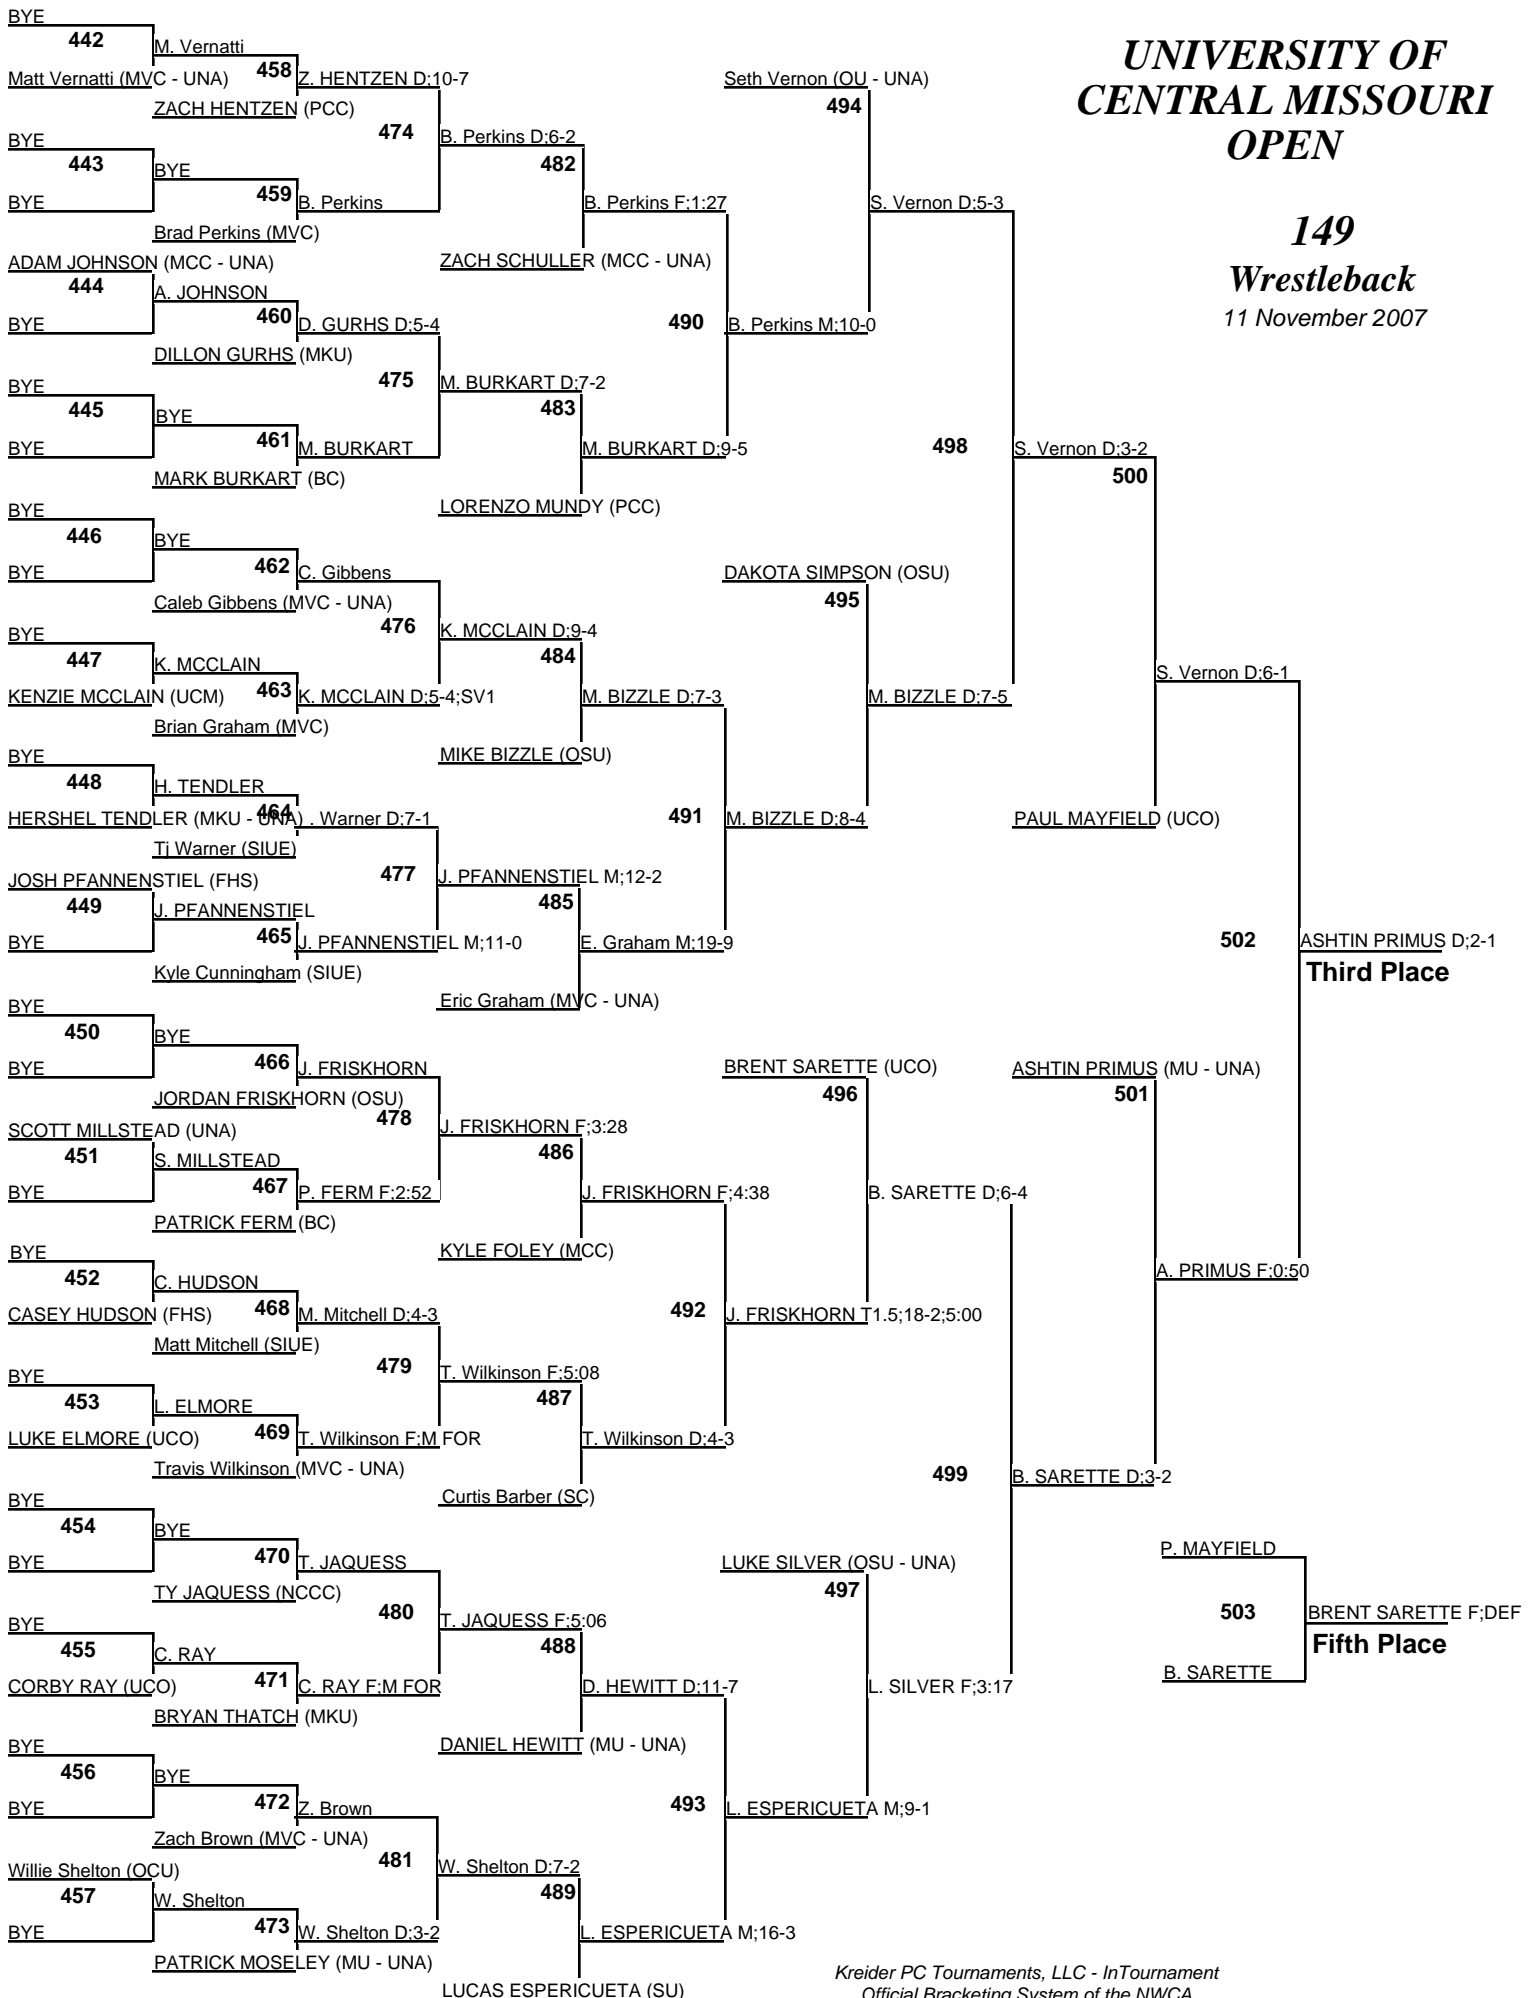 UNIVERSITY OF
CENTRAL MISSOURI
OPEN
149
Wrestleback
11 November 2007
BYE
442
Matt Vernatti (MVC - UNA)
BYE
443
BYE
ADAM JOHNSON (MCC - UNA)
444
BYE
BYE
445
BYE
BYE
446
BYE
BYE
447
KENZIE MCCLAIN (UCM)
BYE
448
HERSHEL TENDLER (MKU - UNA)
JOSH PFANNENSTIEL (FHS)
449
BYE
BYE
450
BYE
SCOTT MILLSTEAD (UNA)
451
BYE
BYE
452
CASEY HUDSON (FHS)
BYE
453
LUKE ELMORE (UCO)
BYE
454
BYE
BYE
455
CORBY RAY (UCO)
BYE
456
BYE
Willie Shelton (OCU)
457
BYE
M. Vernatti
458
ZACH HENTZEN (PCC)
BYE
459
Brad Perkins (MVC)
A. JOHNSON
460
DILLON GURHS (MKU)
BYE
461
MARK BURKART (BC)
BYE
462
Caleb Gibbens (MVC - UNA)
K. MCCLAIN
463
Brian Graham (MVC)
H. TENDLER
464
Tj Warner (SIUE)
J. PFANNENSTIEL
465
Kyle Cunningham (SIUE)
BYE
466
JORDAN FRISKHORN (OSU)
S. MILLSTEAD
467
PATRICK FERM (BC)
C. HUDSON
468
Matt Mitchell (SIUE)
L. ELMORE
469
Travis Wilkinson (MVC - UNA)
BYE
470
TY JAQUESS (NCCC)
C. RAY
471
BRYAN THATCH (MKU)
BYE
472
Zach Brown (MVC - UNA)
W. Shelton
473
PATRICK MOSELEY (MU - UNA)
Z. HENTZEN D;10-7
474
B. Perkins
D. GURHS D;5-4
475
M. BURKART
C. Gibbens
476
K. MCCLAIN D;5-4;SV1
. Warner D;7-1
477
J. PFANNENSTIEL M;11-0
J. FRISKHORN
478
P. FERM F;2:52
M. Mitchell D;4-3
479
T. Wilkinson F;M FOR
T. JAQUESS
480
C. RAY F;M FOR
Z. Brown
481
W. Shelton D;3-2
B. Perkins D;6-2
482
ZACH SCHULLER (MCC - UNA)
M. BURKART D;7-2
483
LORENZO MUNDY (PCC)
K. MCCLAIN D;9-4
484
MIKE BIZZLE (OSU)
J. PFANNENSTIEL M;12-2
485
Eric Graham (MVC - UNA)
J. FRISKHORN F;3:28
486
KYLE FOLEY (MCC)
T. Wilkinson F;5:08
487
Curtis Barber (SC)
T. JAQUESS F;5:06
488
DANIEL HEWITT (MU - UNA)
W. Shelton D;7-2
489
LUCAS ESPERICUETA (SU)
B. Perkins F;1:27
490
M. BURKART D;9-5
M. BIZZLE D;7-3
491
E. Graham M;19-9
J. FRISKHORN F;4:38
492
T. Wilkinson D;4-3
D. HEWITT D;11-7
493
L. ESPERICUETA M;16-3
Seth Vernon (OU - UNA)
494
B. Perkins M;10-0
DAKOTA SIMPSON (OSU)
495
M. BIZZLE D;8-4
BRENT SARETTE (UCO)
496
J. FRISKHORN T1.5;18-2;5:00
LUKE SILVER (OSU - UNA)
497
L. ESPERICUETA M;9-1
S. Vernon D;5-3
498
M. BIZZLE D;7-5
B. SARETTE D;6-4
499
L. SILVER F;3:17
S. Vernon D;3-2
500
PAUL MAYFIELD (UCO)
ASHTIN PRIMUS (MU - UNA)
501
B. SARETTE D;3-2
S. Vernon D;6-1
502
A. PRIMUS F;0:50
ASHTIN PRIMUS D;2-1
Third Place
P. MAYFIELD
503
B. SARETTE
BRENT SARETTE F;DEF
Fifth Place
Kreider PC Tournaments, LLC - InTournament
Official Bracketing System of the NWCA